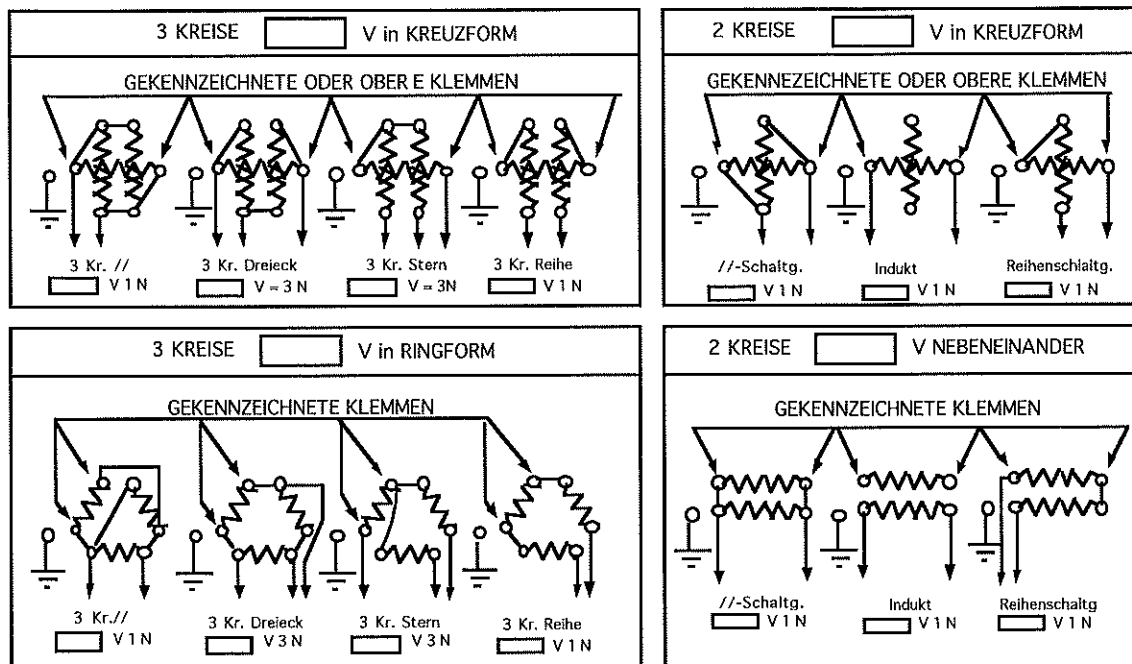 3 KREISE V in KREUZFORM
GEKENNZEICHNETE ODER OBER E KLEMMEN
3 Kr. // 3 Kr. Dreieck 3 Kr. Stern 3 Kr. Reihe
V 1 N V = 3 N V = 3N V 1 N
2 KREISE V in KREUZFORM
GEKENNEZEICHNETE ODER OBERE KLEMMEN
//-Schaltg. Indukt Reihenschlaltg.
V 1 N V 1 N V 1 N
3 KREISE V in RINGFORM
GEKENNZEICHNETE KLEMMEN
3 Kr.// 3 Kr. Dreieck 3 Kr. Stern 3 Kr. Reihe
V 1 N V 3 N V 3 N V 1 N
2 KREISE V NEBENEINANDER
GEKENNZEICHNETE KLEMMEN
//-Schaltg. Indukt Reihenschaltg
V 1 N V 1 N V 1 N